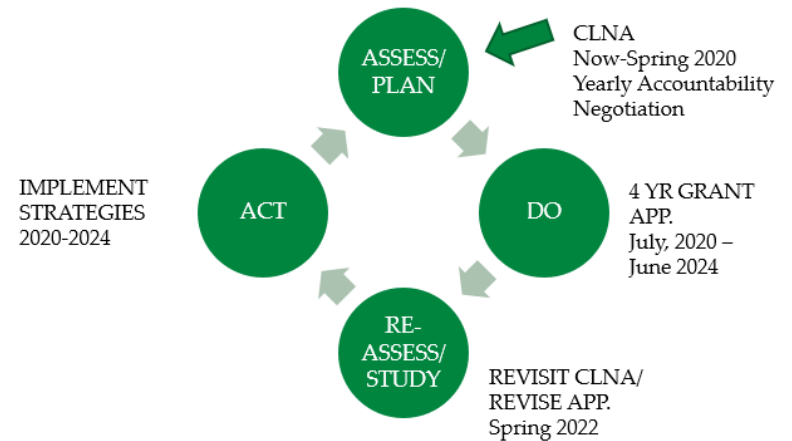 ASSESS/
PLAN
CLNA
Now-Spring 2020
Yearly Accountability
Negotiation
DO
4 YR GRANT
APP.
July, 2020 –
June 2024
RE-
ASSESS/
STUDY
REVISIT CLNA/
REVISE APP.
Spring 2022
ACT
IMPLEMENT
STRATEGIES
2020-2024